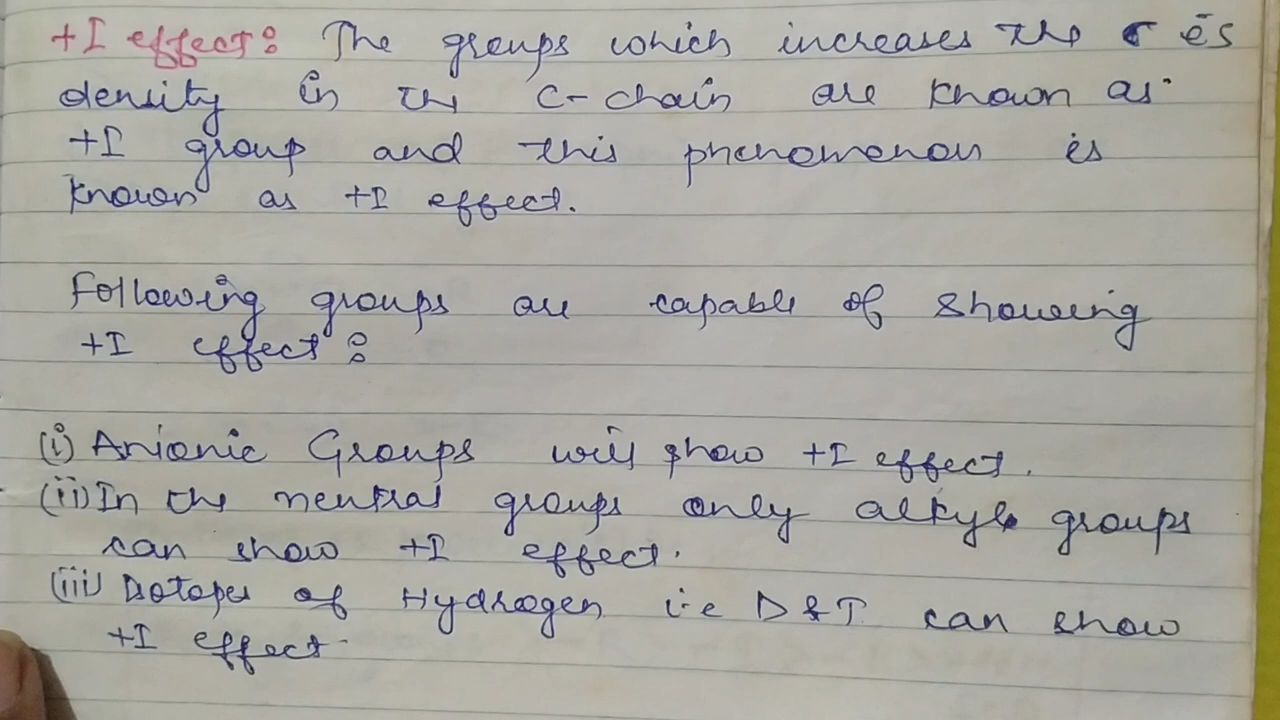 +I effect: The groups which increases the σ ēs
density in the C-chain are known as
+I group and this phenomenon is
known as +I effect.
Following groups are capable of showing
+I effect:
(i) Anionic Groups will show +I effect.
(ii) In the neutral groups only alkyl groups
can show +I effect.
(iii) Isotopes of Hydrogen i.e D & T can show
+I effect